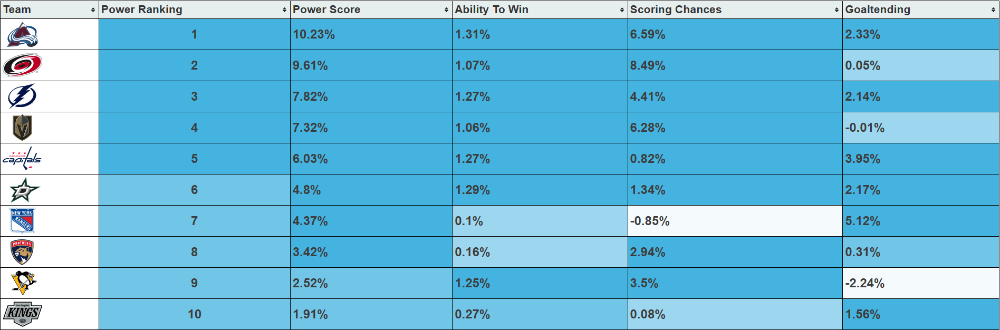 Team Power Ranking Power Score Ability To Win Scoring Chances Goaltending
1 10.23% 1.31% 6.59% 2.33%
2 9.61% 1.07% 8.49% 0.05%
3 7.82% 1.27% 4.41% 2.14%
4 7.32% 1.06% 6.28% -0.01%
WASHINGTON
capitals 5 6.03% 1.27% 0.82% 3.95%
D 6 4.8% 1.29% 1.34% 2.17%
NEW YORK
RANGERS 7 4.37% 0.1% -0.85% 5.12%
PANTHERS
8 3.42% 0.16% 2.94% 0.31%
9 2.52% 1.25% 3.5% -2.24%
Los Angeles
KINGS 10 1.91% 0.27% 0.08% 1.56%